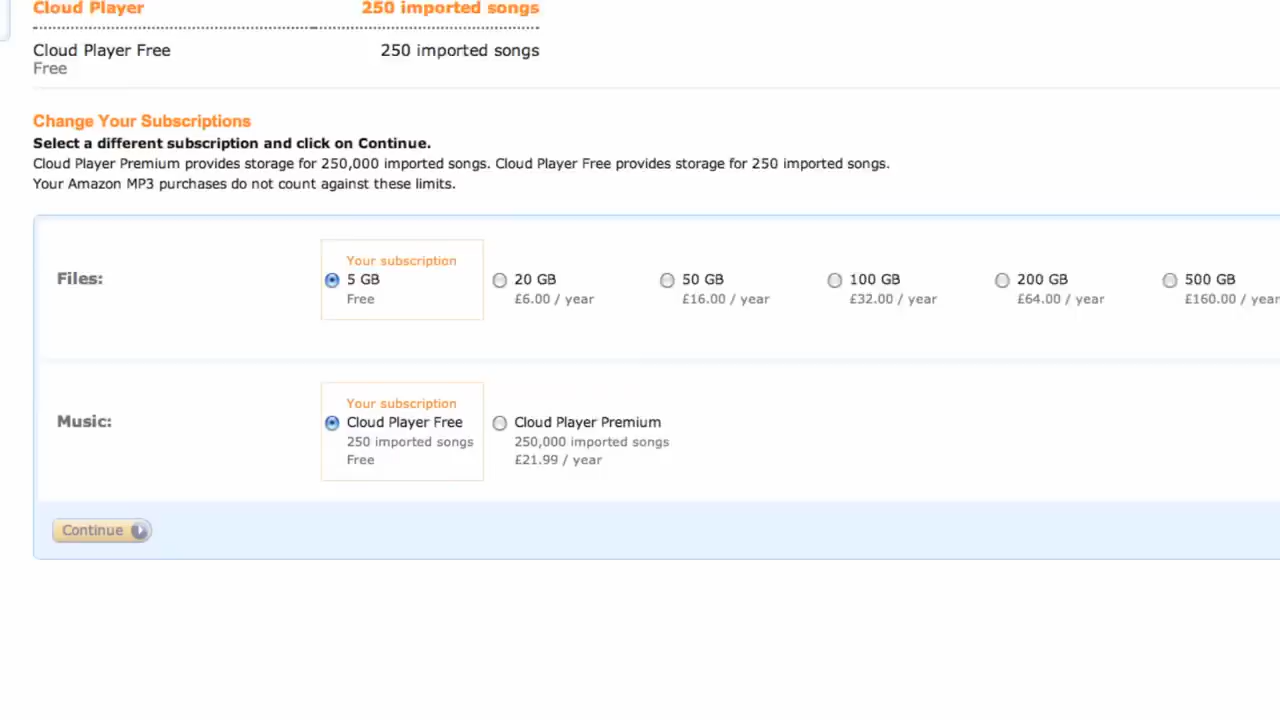 Cloud Player 250 imported songs
Cloud Player Free 250 imported songs
Free
Change Your Subscriptions
Select a different subscription and click on Continue.
Cloud Player Premium provides storage for 250,000 imported songs. Cloud Player Free provides storage for 250 imported songs.
Your Amazon MP3 purchases do not count against these limits.
Your subscription
Files: 5 GB 20 GB 50 GB 100 GB 200 GB 500 GB
Free £6.00 / year £16.00 / year £32.00 / year £64.00 / year £160.00 / year
Your subscription
Music: Cloud Player Free Cloud Player Premium
250 imported songs 250,000 imported songs
Free £21.99 / year
Continue